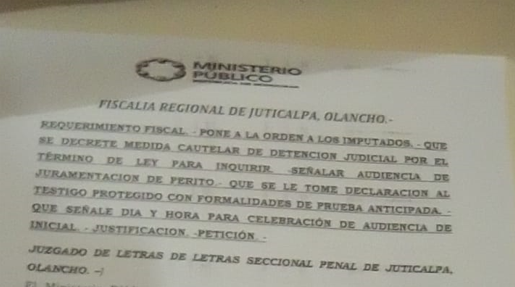 MINISTERIO
PÚBLICO
FISCALIA REGIONAL DE JUTICALPA, OLANCHO.-
REQUERIMIENTO FISCAL. - PONE A LA ORDEN A LOS IMPUTADOS. - QUE
SE DECRETE MEDIDA CAUTELAR DE DETENCION JUDICIAL POR EL
TÉRMINO DE LEY PARA INQUIRIR. -SEÑALAR AUDIENCIA DE
JURAMENTACION DE PERITO.- QUE SE LE TOME DECLARACION AL
TESTIGO PROTEGIDO CON FORMALIDADES DE PRUEBA ANTICIPADA. -
QUE SEÑALE DIA Y HORA PARA CELEBRACIÓN DE AUDIENCIA DE
INICIAL. - JUSTIFICACION. -PETICIÓN. -
JUZGADO DE LETRAS DE LETRAS SECCIONAL PENAL DE JUTICALPA,
OLANCHO. -